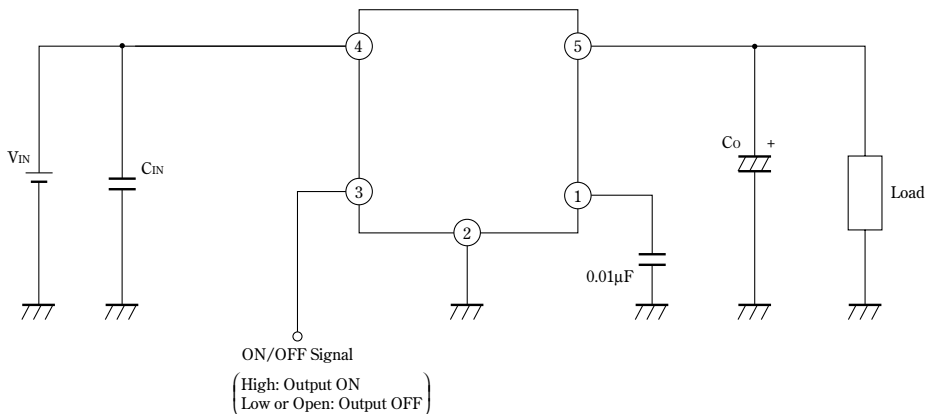 4
5
VIN
CIN
CO
+
3
1
Load
2
0.01µF
ON/OFF Signal
High: Output ON
Low or Open: Output OFF